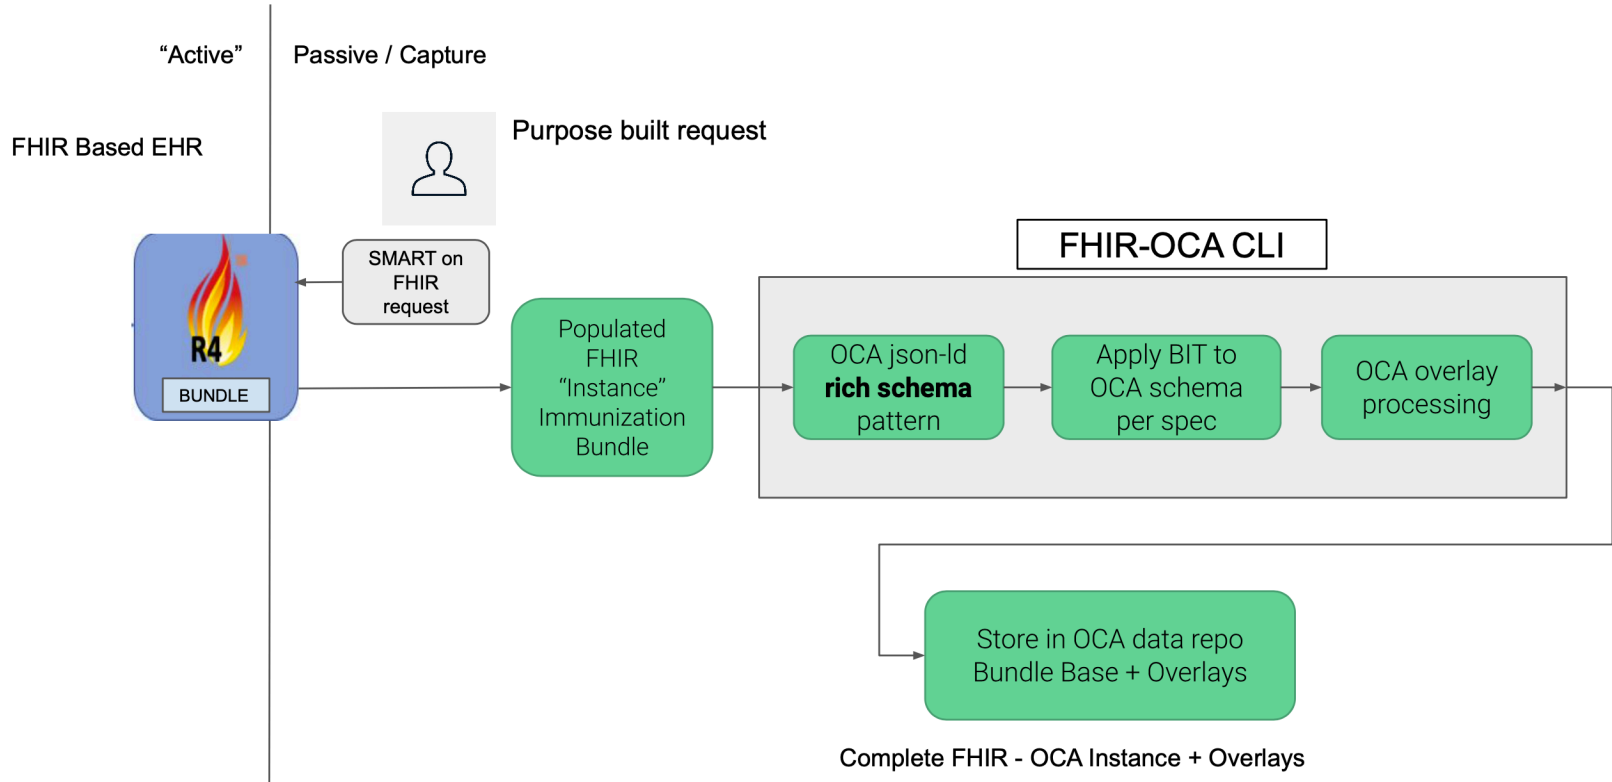 “Active”
Passive / Capture
FHIR Based EHR
Purpose built request
SMART on
FHIR
request
R4
BUNDLE
Populated
FHIR
“Instance”
Immunization
Bundle
FHIR-OCA CLI
OCA json-ld
rich schema
pattern
Apply BIT to
OCA schema
per spec
OCA overlay
processing
Store in OCA data repo
Bundle Base + Overlays
Complete FHIR - OCA Instance + Overlays